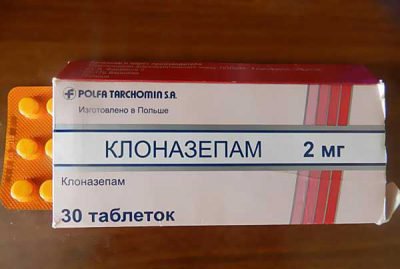 POLFA TARCHOMIN S.A.
Изготовлено в Польше
КЛОНАЗЕПАМ 2 мг
Клоназепам
30 таблеток